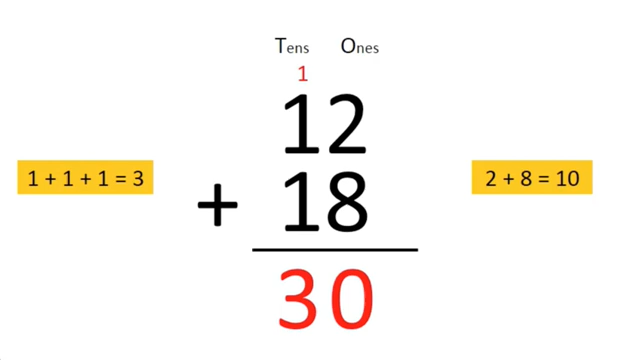 Tens Ones
1
12
1 + 1 + 1 = 3
2 + 8 = 10
+ 18
30